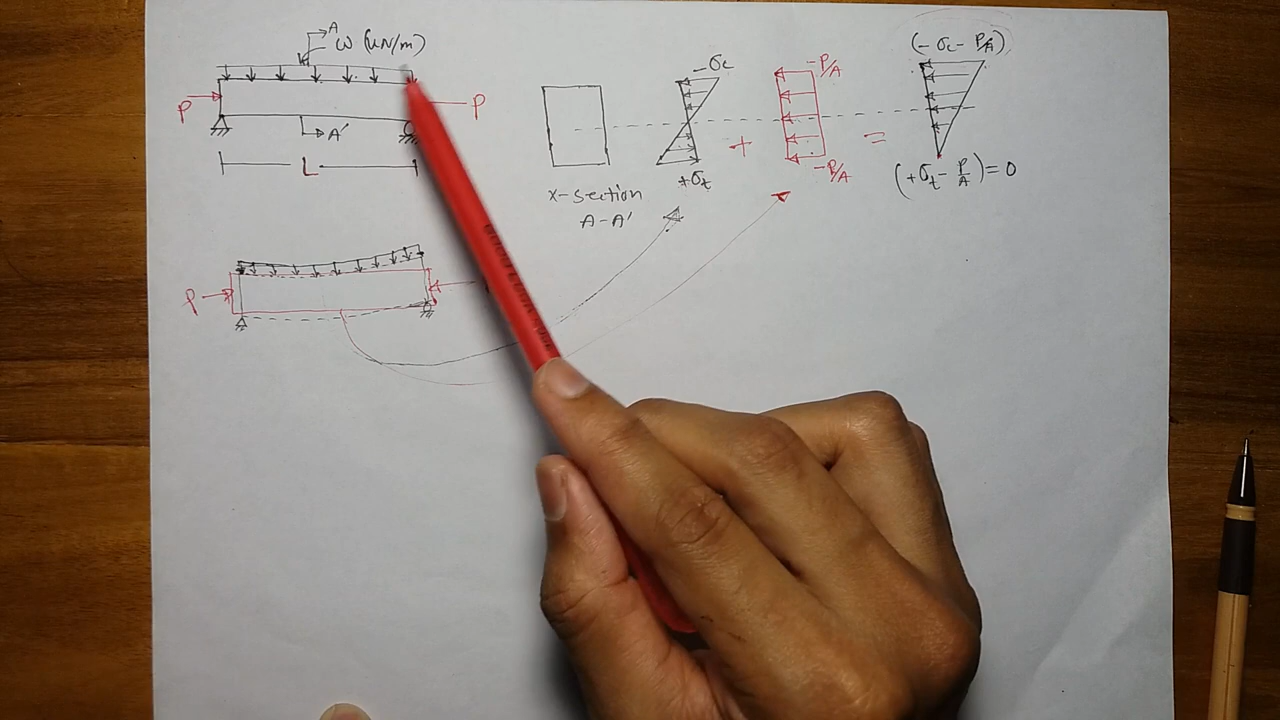 A
ω (kN/m)
P
P
A'
L
x-section
A-A'
-σc
+σt
+
-P/A
-P/A
=
(-σc-P/A)
(+σt - P/A) = 0
P